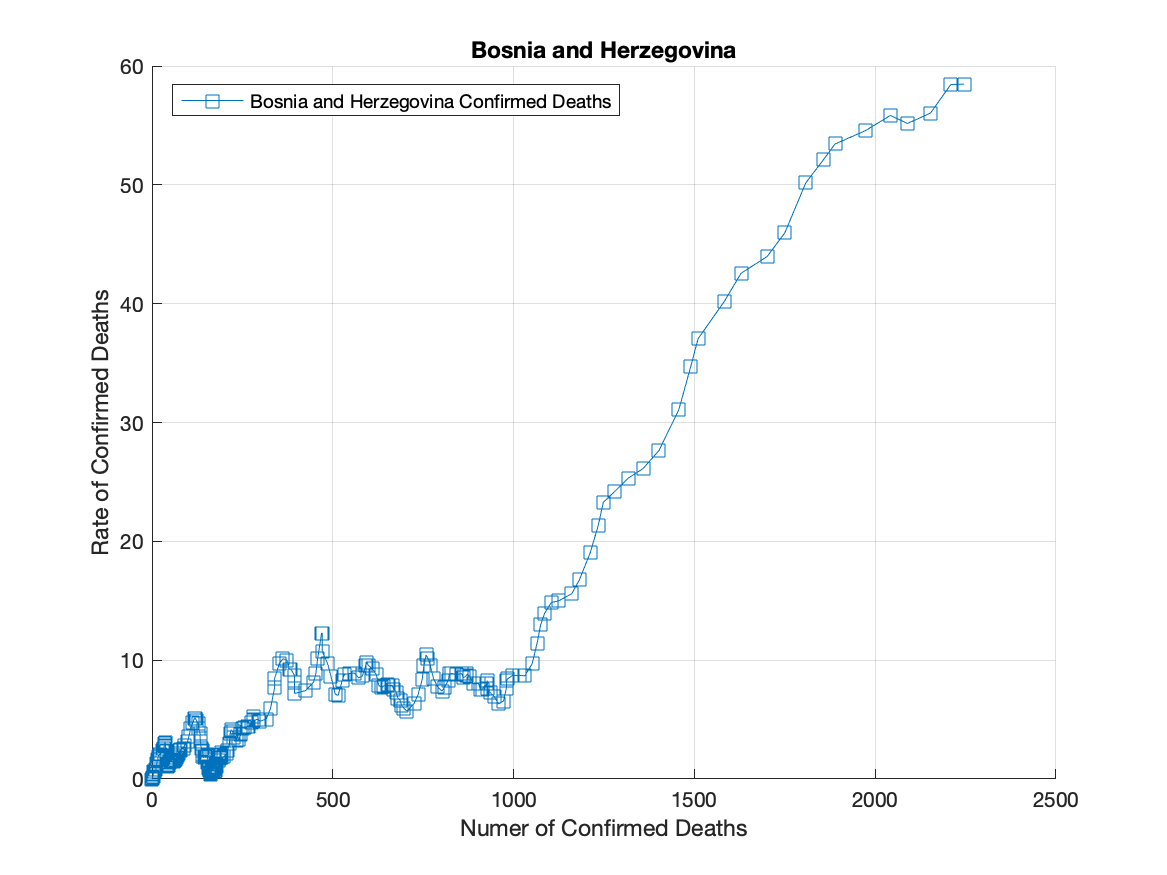 Bosnia and Herzegovina
Bosnia and Herzegovina Confirmed Deaths
60
50
40
30
20
10
0
Rate of Confirmed Deaths
0 500 1000 1500 2000 2500
Numer of Confirmed Deaths